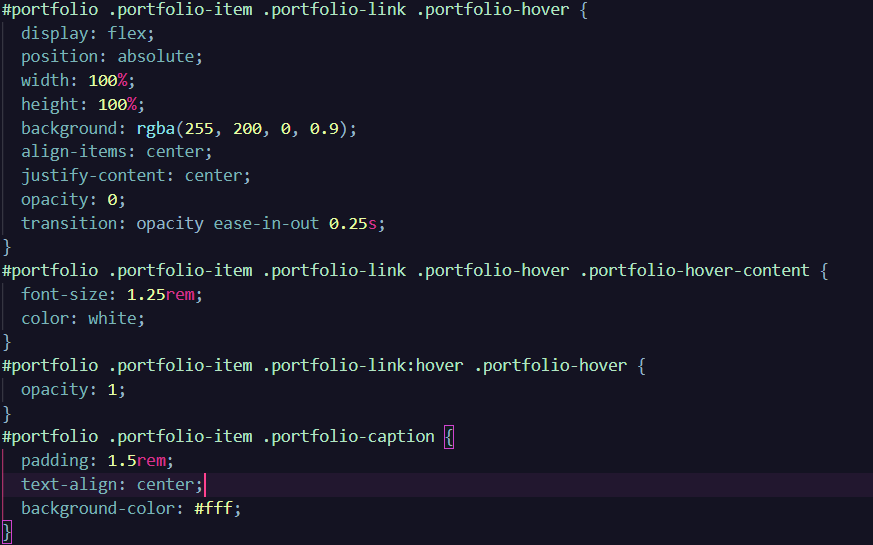 #portfolio .portfolio-item .portfolio-link .portfolio-hover {
display: flex;
position: absolute;
width: 100%;
height: 100%;
background: rgba(255, 200, 0, 0.9);
align-items: center;
justify-content: center;
opacity: 0;
transition: opacity ease-in-out 0.25s;
}
#portfolio .portfolio-item .portfolio-link .portfolio-hover .portfolio-hover-content {
font-size: 1.25rem;
color: white;
}
#portfolio .portfolio-item .portfolio-link:hover .portfolio-hover {
opacity: 1;
}
#portfolio .portfolio-item .portfolio-caption {
padding: 1.5rem;
text-align: center;
background-color: #fff;
}